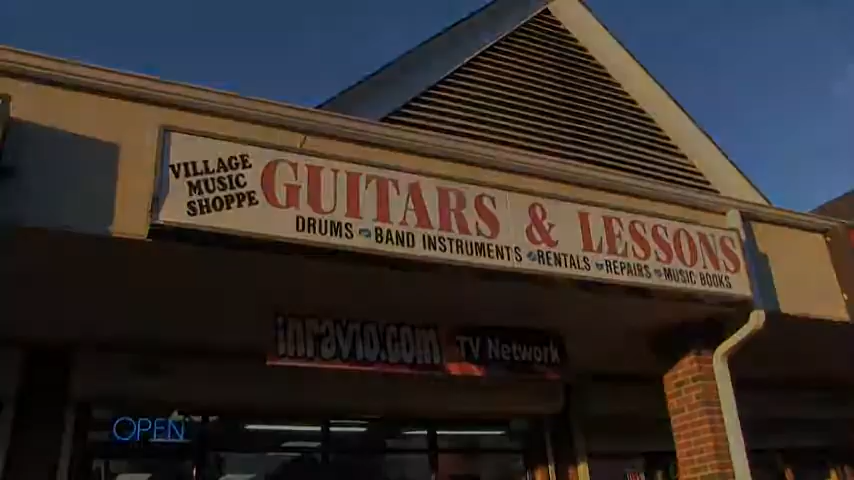 VILLAGE
MUSIC
SHOPPE
GUITARS & LESSONS
DRUMS BAND INSTRUMENTS RENTALS REPAIRS MUSIC BOOKS
inravio.com TV Network
OPEN